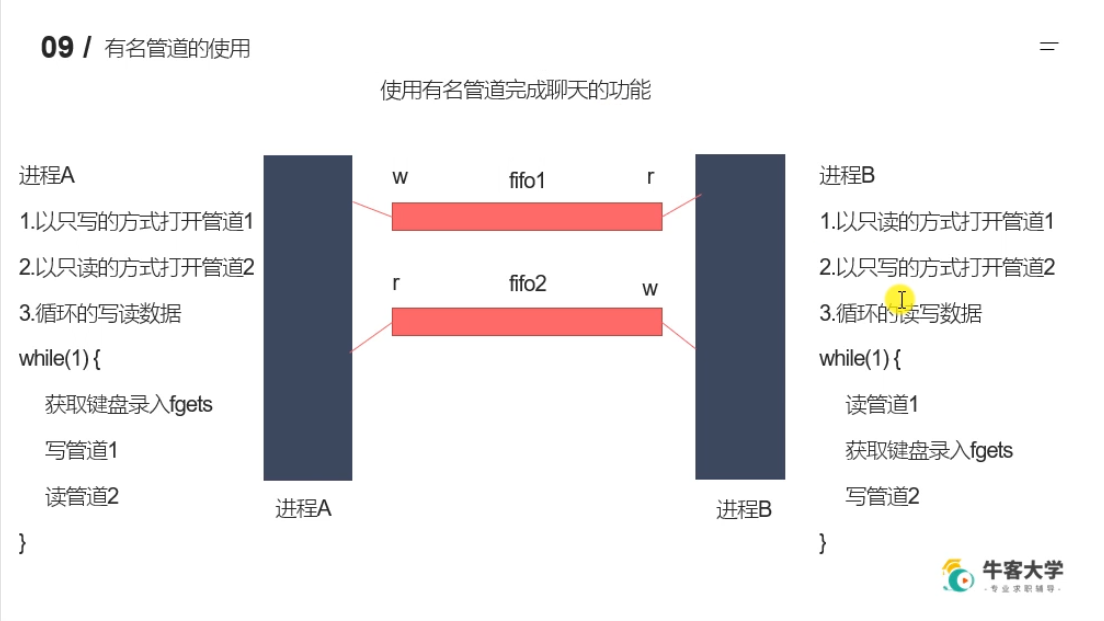 09 / 有名管道的使用
使用有名管道完成聊天的功能
进程A
1.以只写的方式打开管道1
2.以只读的方式打开管道2
3.循环的写读数据
while(1) {
获取键盘录入fgets
写管道1
读管道2
}
w fifo1 r
r fifo2 w
进程A
进程B
进程B
1.以只读的方式打开管道1
2.以只写的方式打开管道2
3.循环的读写数据
while(1) {
读管道1
获取键盘录入fgets
写管道2
}
牛客大学
-专业求职辅导-